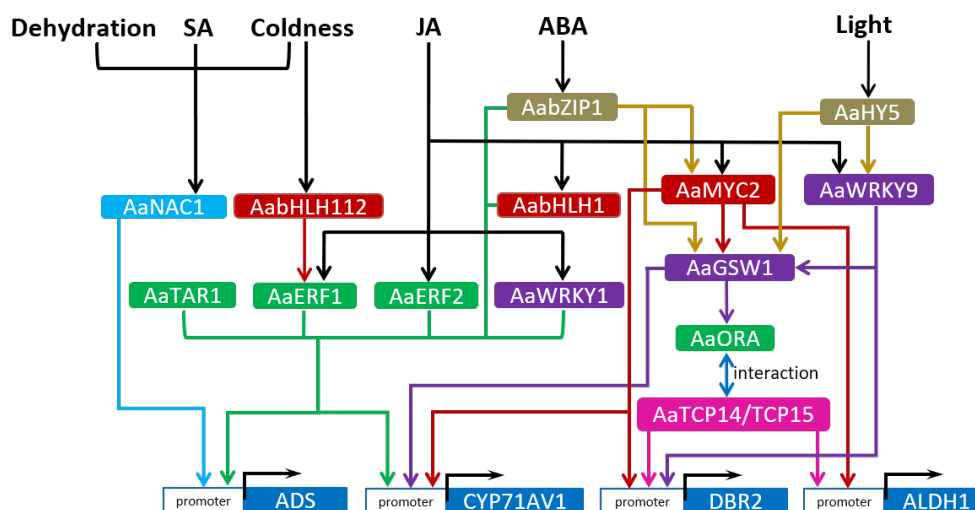 Dehydration SA Coldness JA ABA Light
AabZIP1 AaHY5
AaNAC1 AabHLH112 AabHLH1 AaMYC2 AaWRKY9
AaGSW1
AaTAR1 AaERF1 AaERF2 AaWRKY1
AaORA
interaction
AaTCP14/TCP15
promoter ADS promoter CYP71AV1 promoter DBR2 promoter ALDH1